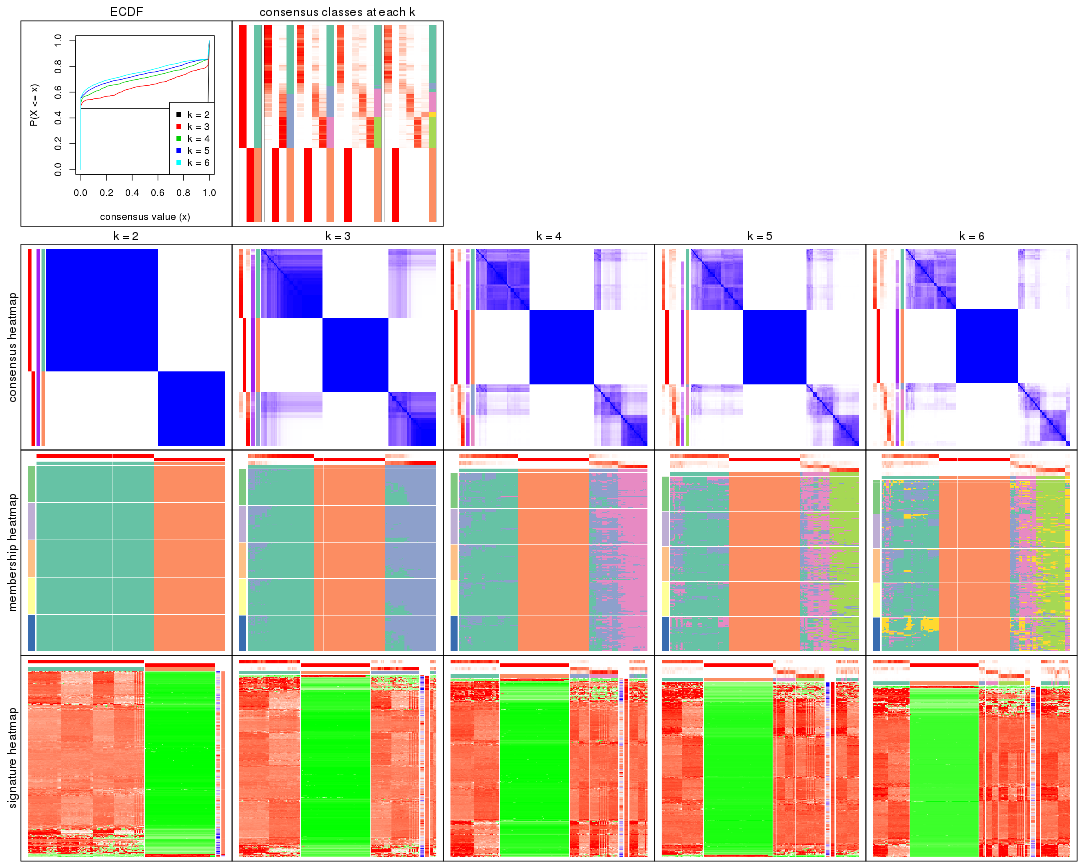 ECDF
consensus classes at each k
P(X <= x)
1.0
0.8
0.6
0.4
0.2
0.0
k = 2
k = 3
k = 4
k = 5
k = 6
0.0 0.2 0.4 0.6 0.8 1.0
consensus value (x)
k = 2
k = 3
k = 4
k = 5
k = 6
consensus heatmap
membership heatmap
signature heatmap